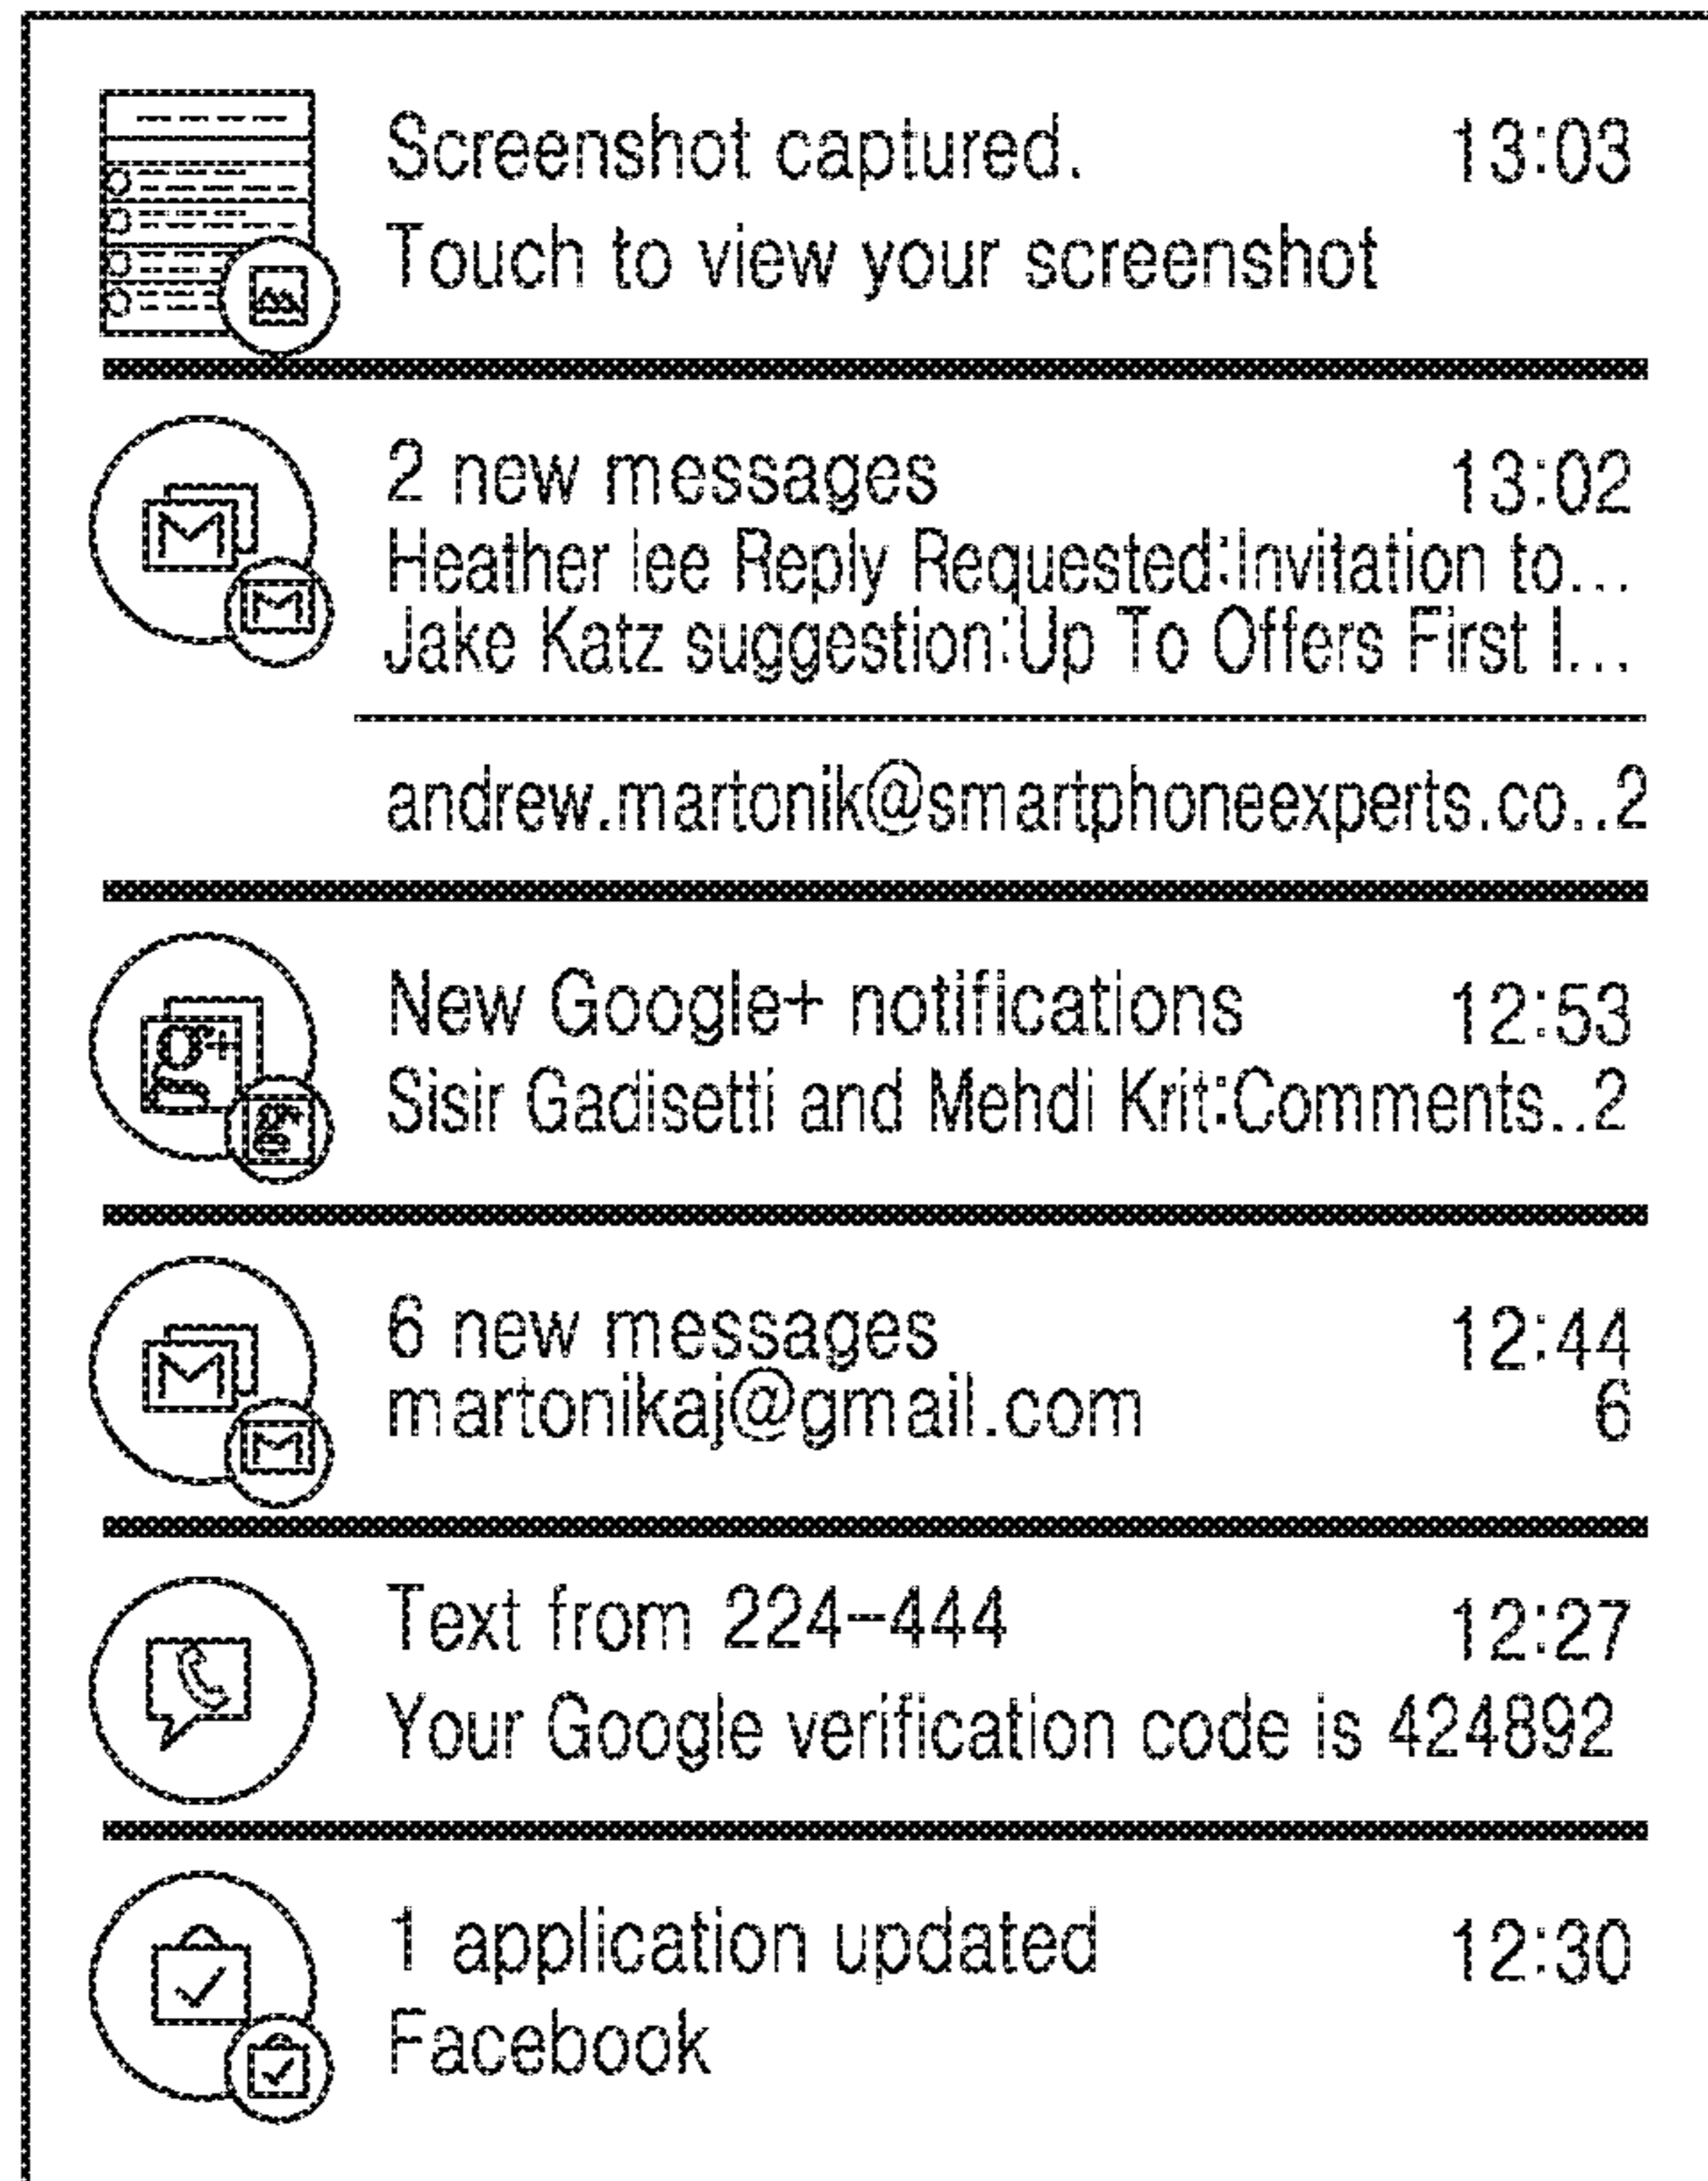 Screenshot captured. 13:03
Touch to view your screenshot
2 new messages 13:02
Heather lee Reply Requested:Invitation to...
Jake Katz suggestion:Up To Offers First I...
andrew.martonik@smartphoneexperts.co..2
New Google+ notifications 12:53
Sisir Gadisetti and Mehdi Krit:Comments..2
6 new messages 12:44
martonikaj@gmail.com 6
Text from 224-444 12:27
Your Google verification code is 424892
1 application updated 12:30
Facebook